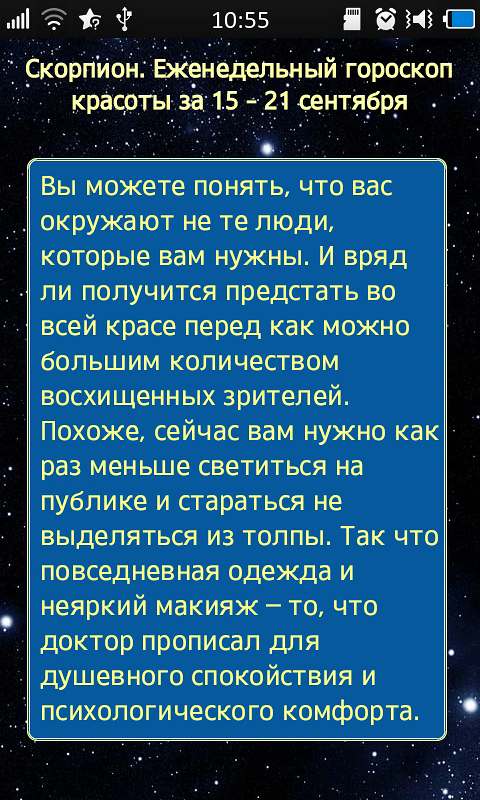 10:55
Скорпион. Еженедельный гороскоп
красоты за 15 - 21 сентября
Вы можете понять, что вас
окружают не те люди,
которые вам нужны. И вряд
ли получится предстать во
всей красе перед как можно
большим количеством
восхищенных зрителей.
Похоже, сейчас вам нужно как
раз меньше светиться на
публике и стараться не
выделяться из толпы. Так что
повседневная одежда и
неяркий макияж – то, что
доктор прописал для
душевного спокойствия и
психологического комфорта.